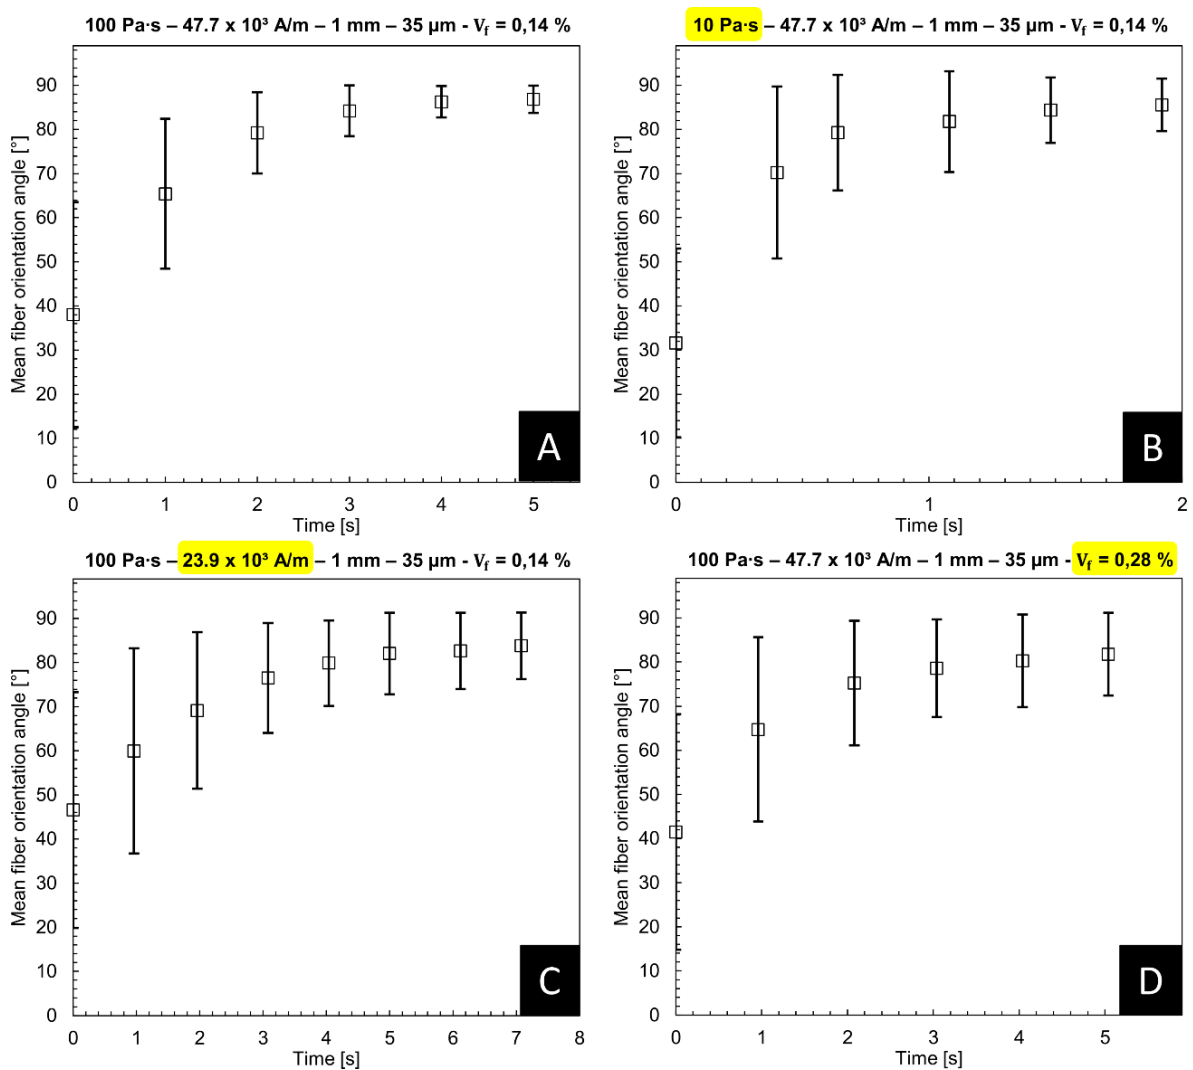 100 Pa·s – 47.7 x 10³ A/m – 1 mm – 35 µm - V_f = 0,14 %
Mean fiber orientation angle [°]
90
80
70
60
50
40
30
20
10
0
0 1 2 3 4 5
Time [s]
A
10 Pa·s – 47.7 x 10³ A/m – 1 mm – 35 µm - V_f = 0,14 %
Mean fiber orientation angle [°]
90
80
70
60
50
40
30
20
10
0
0 1 2
Time [s]
B
100 Pa·s – 23.9 x 10³ A/m – 1 mm – 35 µm - V_f = 0,14 %
Mean fiber orientation angle [°]
90
80
70
60
50
40
30
20
10
0
0 1 2 3 4 5 6 7 8
Time [s]
C
100 Pa·s – 47.7 x 10³ A/m – 1 mm – 35 µm - V_f = 0,28 %
Mean fiber orientation angle [°]
90
80
70
60
50
40
30
20
10
0
0 1 2 3 4 5
Time [s]
D